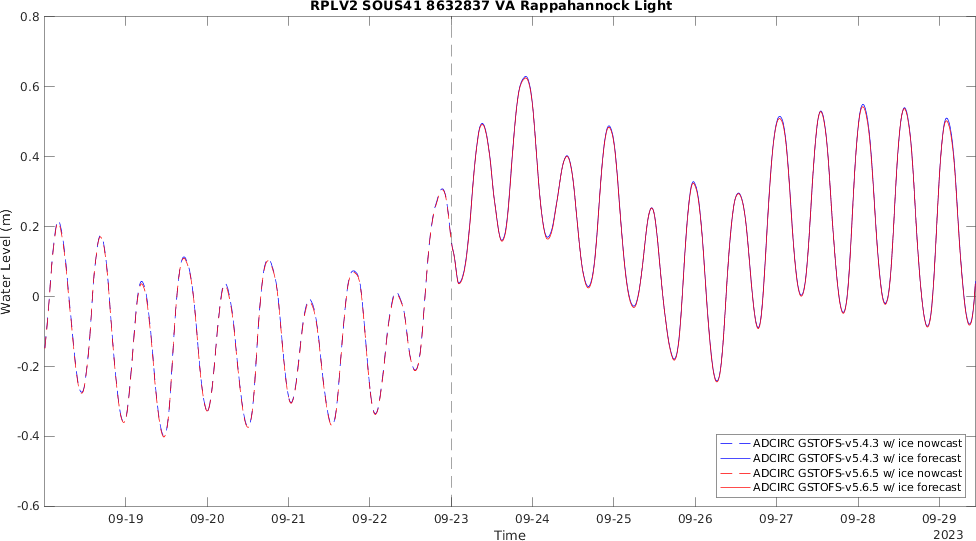 RPLV2 SOUS41 8632837 VA Rappahannock Light
Water Level (m)
0.8
0.6
0.4
0.2
0
-0.2
-0.4
-0.6
09-19 09-20 09-21 09-22 09-23 09-24 09-25 09-26 09-27 09-28 09-29
2023
Time
ADCIRC GSTOFS-v5.4.3 w/ ice nowcast
ADCIRC GSTOFS-v5.4.3 w/ ice forecast
ADCIRC GSTOFS-v5.6.5 w/ ice nowcast
ADCIRC GSTOFS-v5.6.5 w/ ice forecast